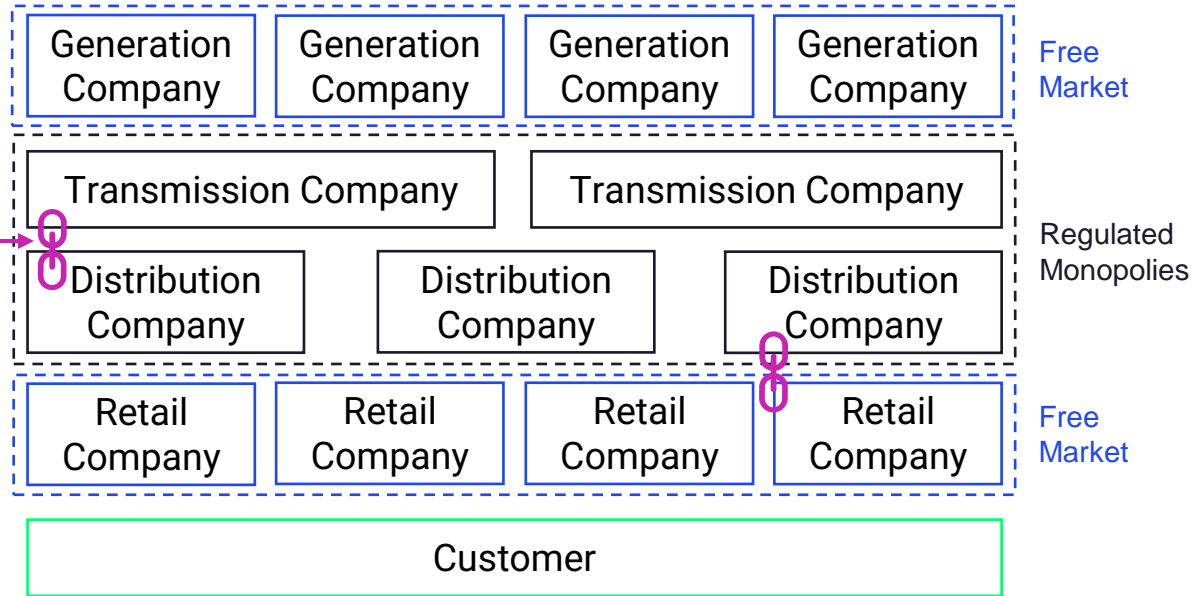 Generation Company
Generation Company
Generation Company
Generation Company
Free Market
Transmission Company
Transmission Company
Regulated Monopolies
Distribution Company
Distribution Company
Distribution Company
Retail Company
Retail Company
Retail Company
Retail Company
Free Market
Customer